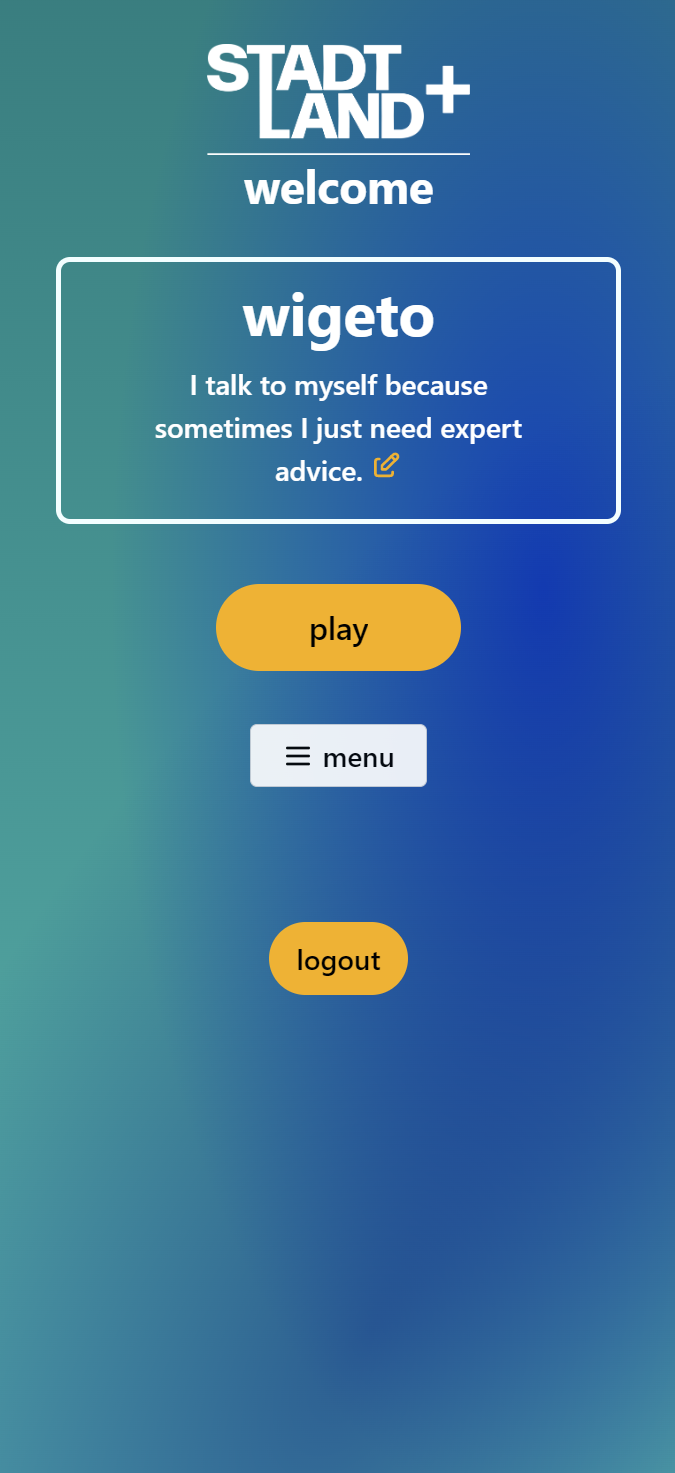 STADT
LAND+
welcome
wigeto
I talk to myself because
sometimes I just need expert
advice.
play
menu
logout